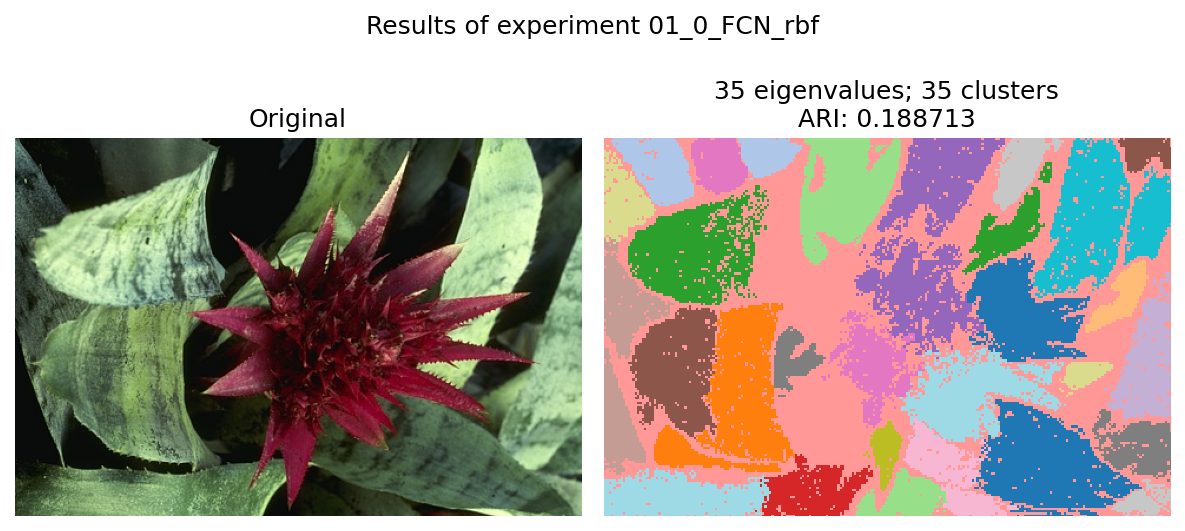 Results of experiment 01_0_FCN_rbf
Original
35 eigenvalues; 35 clusters
ARI: 0.188713